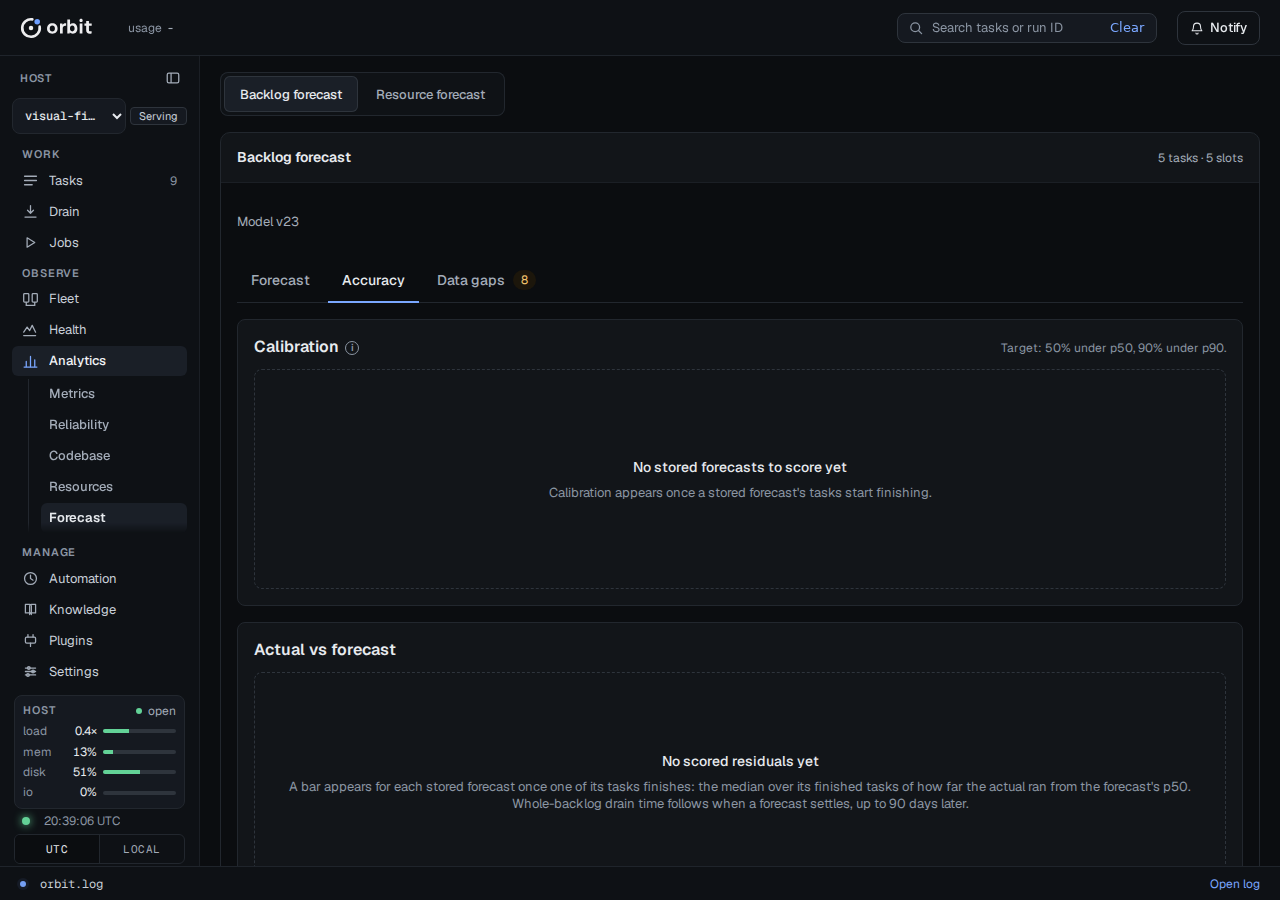 orbit
usage -
Search tasks or run ID
Clear
Notify
HOST
visual-fi…
Serving
WORK
Tasks 9
Drain
Jobs
OBSERVE
Fleet
Health
Analytics
Metrics
Reliability
Codebase
Resources
Forecast
MANAGE
Automation
Knowledge
Plugins
Settings
HOST open
load 0.4×
mem 13%
disk 51%
io 0%
20:39:06 UTC
UTC LOCAL
Backlog forecast Resource forecast
Backlog forecast 5 tasks · 5 slots
Model v23
Forecast Accuracy Data gaps 8
Calibration Target: 50% under p50, 90% under p90.
No stored forecasts to score yet
Calibration appears once a stored forecast's tasks start finishing.
Actual vs forecast
No scored residuals yet
A bar appears for each stored forecast once one of its tasks finishes: the median over its finished tasks of how far the actual ran from the forecast's p50.
Whole-backlog drain time follows when a forecast settles, up to 90 days later.
orbit.log Open log